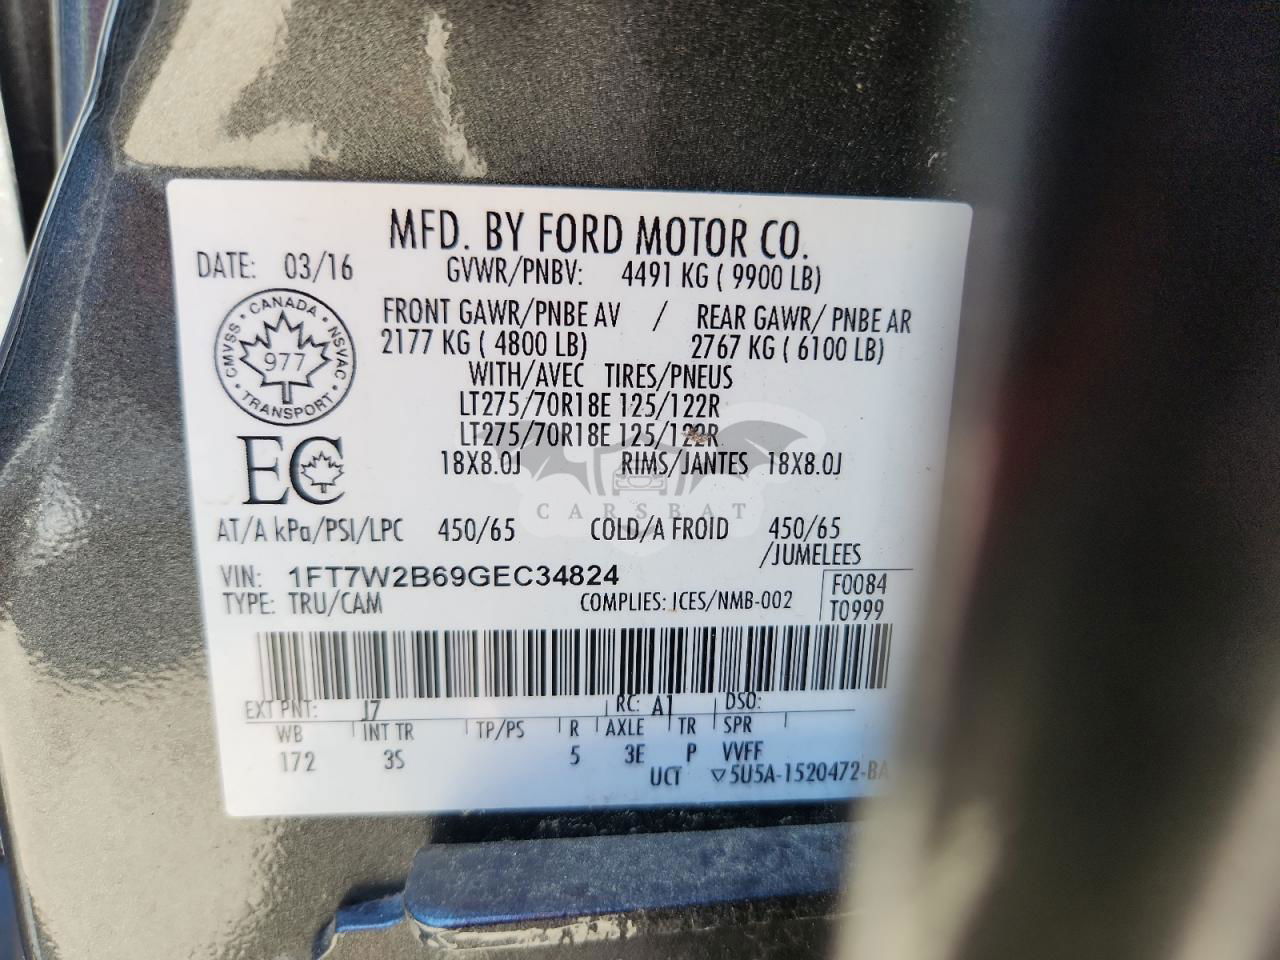 MFD. BY FORD MOTOR CO.
DATE: 03/16
GVWR/PNBV: 4491 KG ( 9900 LB)
FRONT GAWR/PNBE AV / REAR GAWR/ PNBE AR
2177 KG ( 4800 LB) 2767 KG ( 6100 LB)
WITH/AVEC TIRES/PNEUS
LT275/70R18E 125/122R
LT275/70R18E 125/122R
18X8.0J RIMS/JANTES 18X8.0J
CANADA
CMVSS NSVAC
977
TRANSPORT
EC
CARSBAT
AT/A kPa/PSI/LPC 450/65 COLD/A FROID 450/65
/JUMELEES
VIN: 1FT7W2B69GEC34824
TYPE: TRU/CAM COMPLIES: ICES/NMB-002
F0084
T0999
EXT PNT: J7 RC: A1 DSO:
WB INT TR TP/PS R AXLE TR SPR
172 3S 5 3E P VVFF
UCT ▽5U5A-1520472-BA